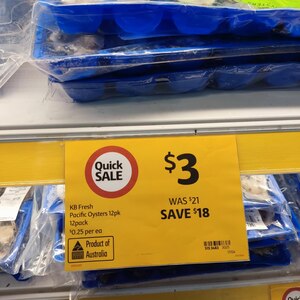 Quick
SALE
$3
WAS $21
SAVE $18
KB Fresh
Pacific Oysters 12pk
12pack
$0.25 per ea
Product of
Australia